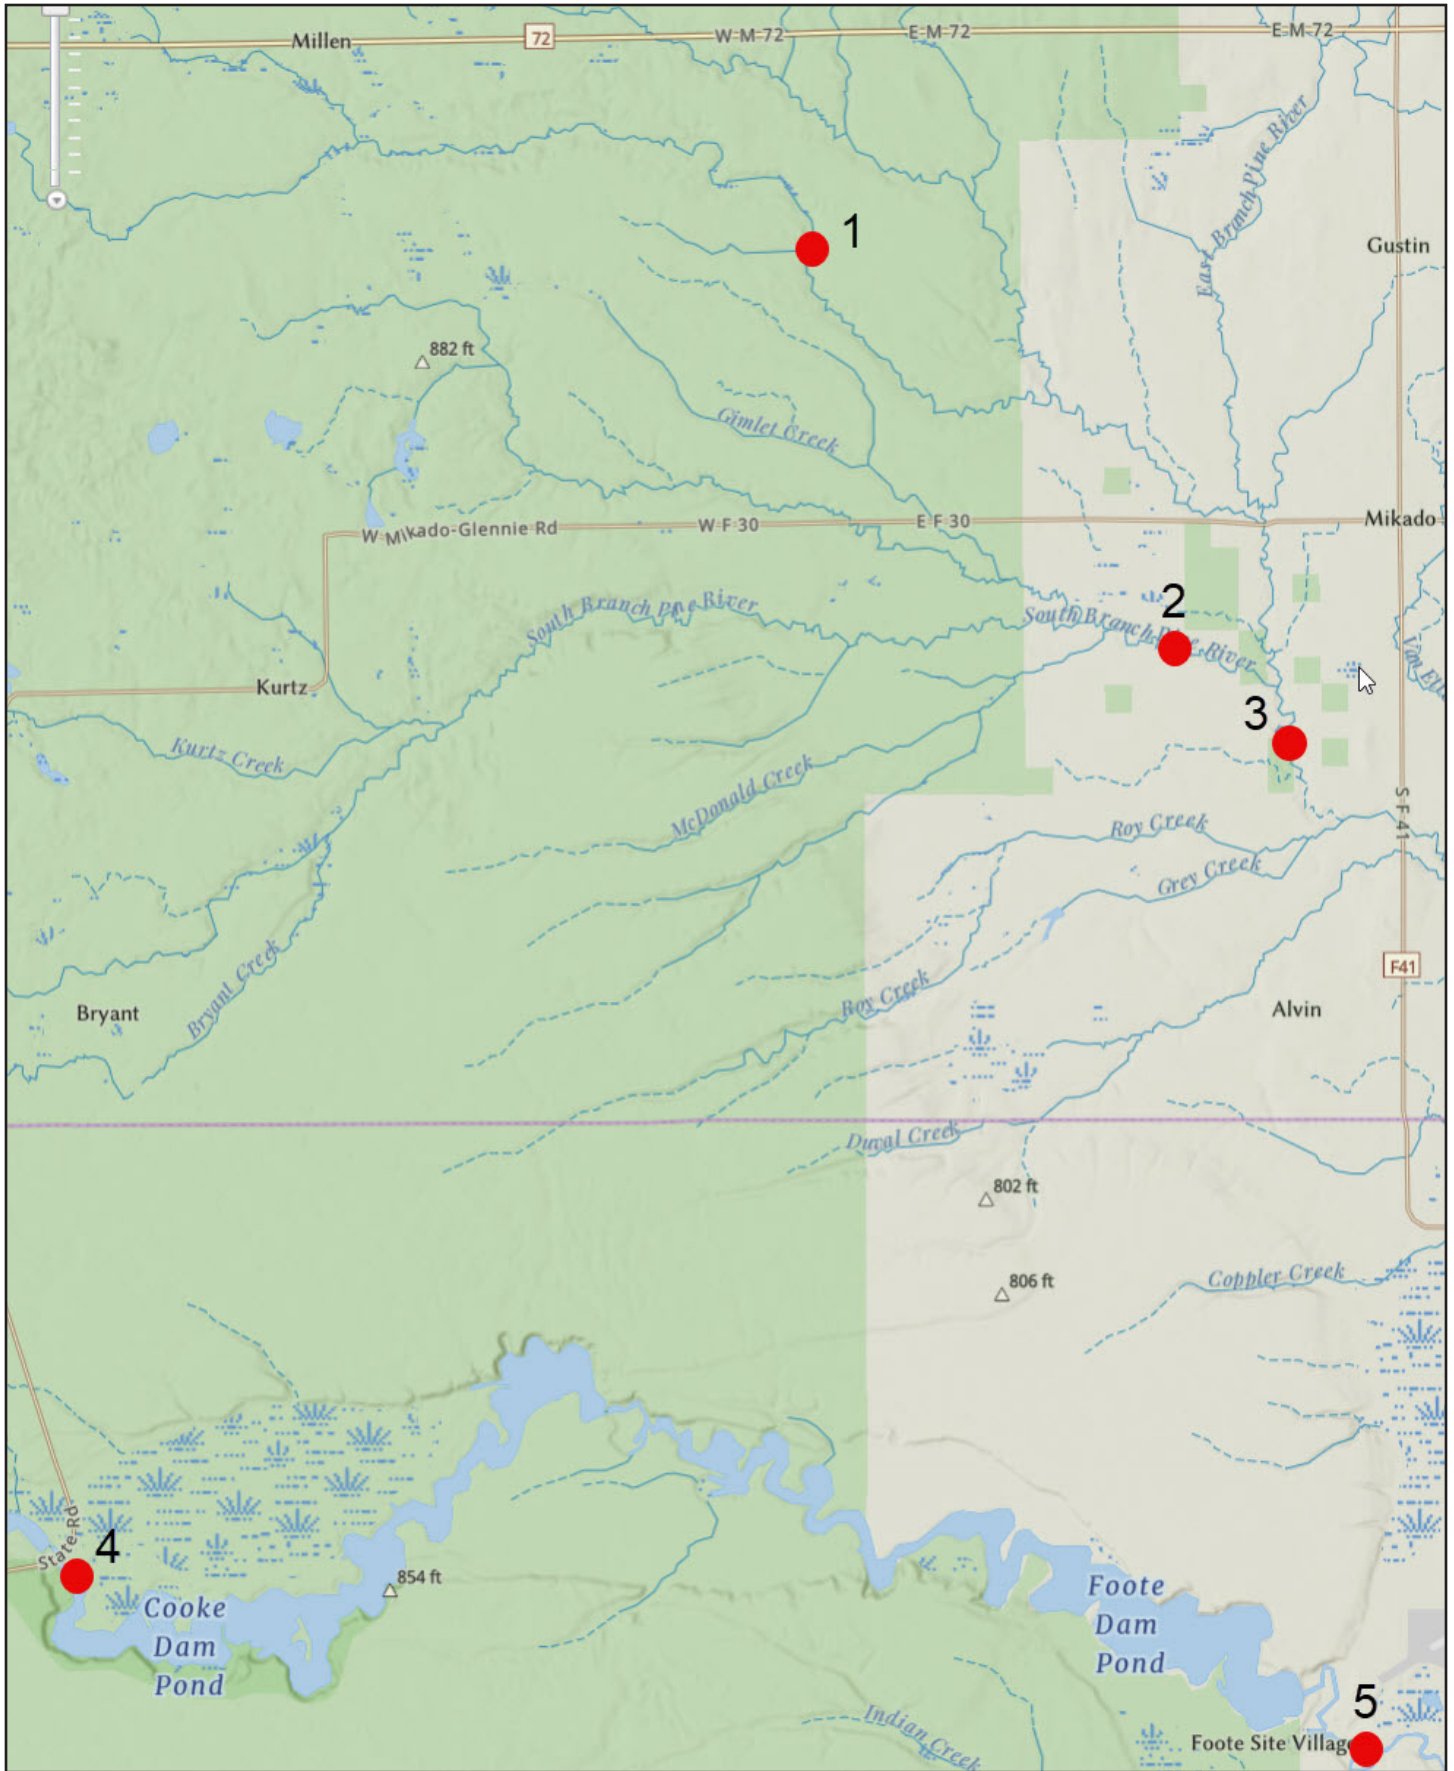 Millen
72
W M 72
E M 72
E M 72
East Branch Pine River
1
Gustin
882 ft
Gimlet Creek
W Mikado-Glennie Rd
W F 30
E F 30
Mikado
2
South Branch Pine River
South Branch Pine River
Van Ett
Kurtz
3
Kurtz Creek
McDonald Creek
S F 41
Roy Creek
Grey Creek
F41
Bryant Creek
Roy Creek
Bryant
Alvin
Duval Creek
802 ft
806 ft
Coppler Creek
State Rd
4
854 ft
Cooke
Dam
Pond
Foote
Dam
Pond
5
Indian Creek
Foote Site Village